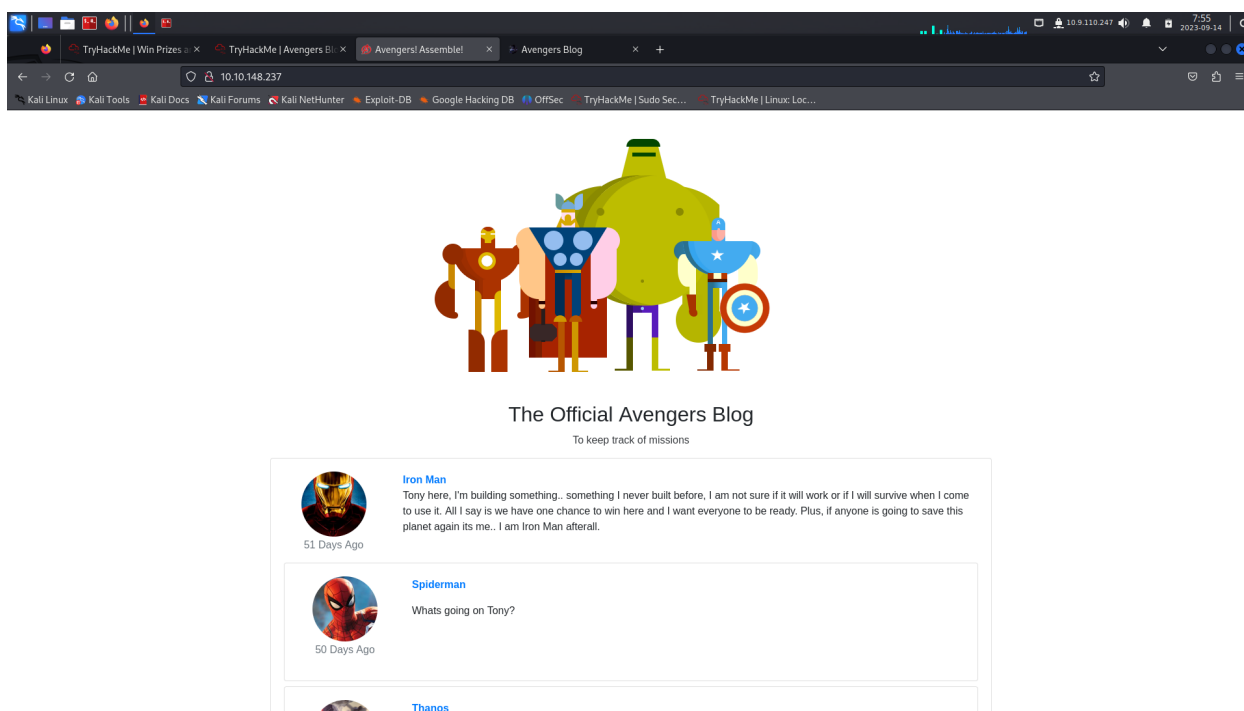 10.9.110.247
7:55
2023-09-14
TryHackMe | Win Prizes a
TryHackMe | Avengers Bl
Avengers! Assemble!
Avengers Blog
10.10.148.237
Kali Linux
Kali Tools
Kali Docs
Kali Forums
Kali NetHunter
Exploit-DB
Google Hacking DB
OffSec
TryHackMe | Sudo Sec...
TryHackMe | Linux: Loc...
The Official Avengers Blog
To keep track of missions
Iron Man
Tony here, I'm building something.. something I never built before, I am not sure if it will work or if I will survive when I come
to use it. All I say is we have one chance to win here and I want everyone to be ready. Plus, if anyone is going to save this
planet again its me.. I am Iron Man afterall.
51 Days Ago
Spiderman
Whats going on Tony?
50 Days Ago
Thanos